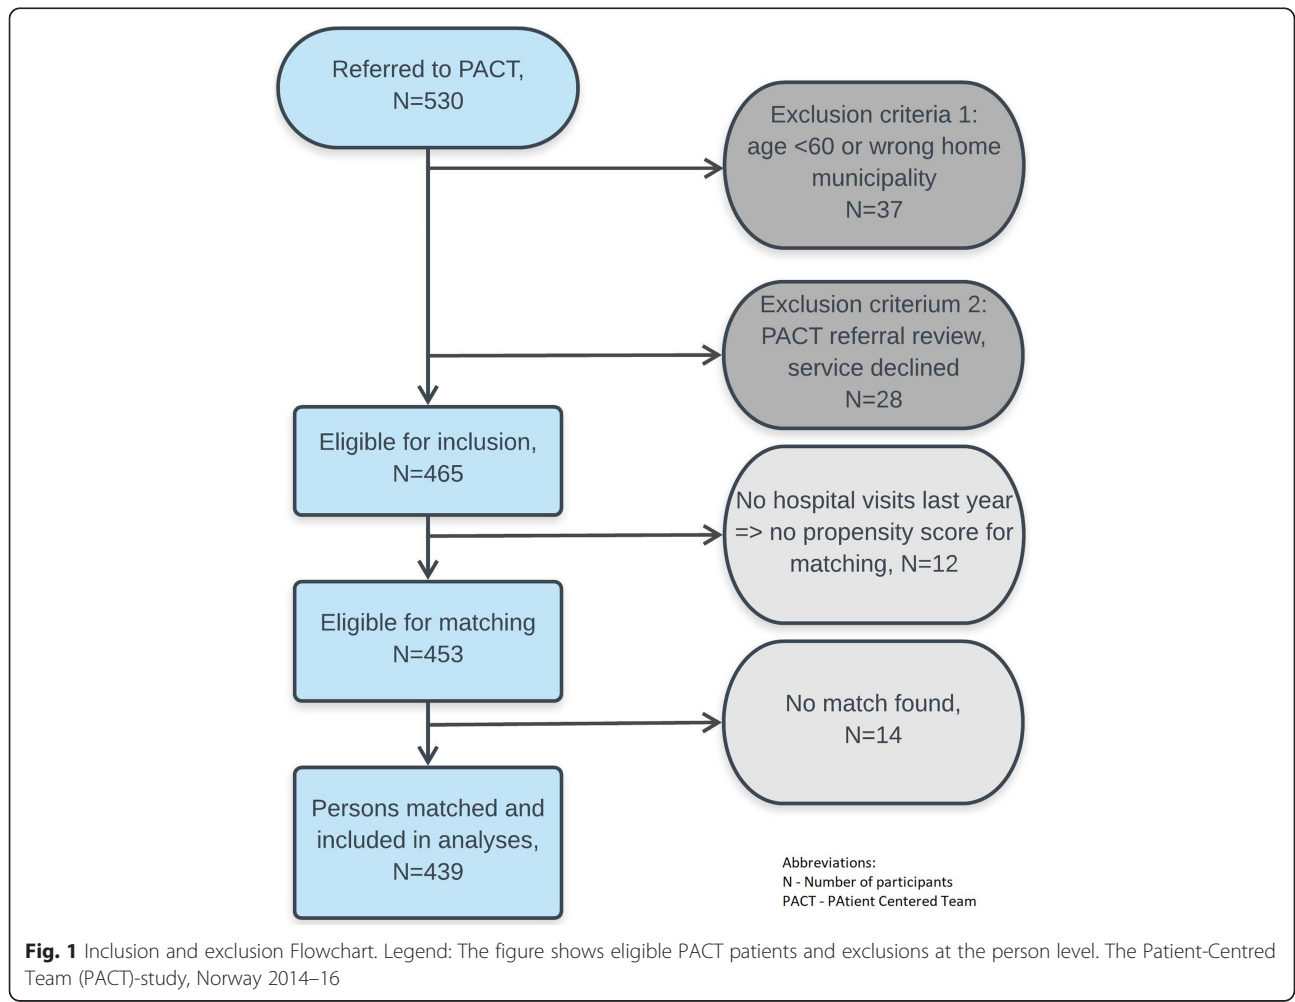 Referred to PACT,
N=530
Exclusion criteria 1:
age <60 or wrong home
municipality
N=37
Exclusion criterium 2:
PACT referral review,
service declined
N=28
Eligible for inclusion,
N=465
No hospital visits last year
=> no propensity score for
matching, N=12
Eligible for matching
N=453
No match found,
N=14
Persons matched and
included in analyses,
N=439
Abbreviations:
N - Number of participants
PACT - PAtient Centered Team
Fig. 1 Inclusion and exclusion Flowchart. Legend: The figure shows eligible PACT patients and exclusions at the person level. The Patient-Centred
Team (PACT)-study, Norway 2014–16